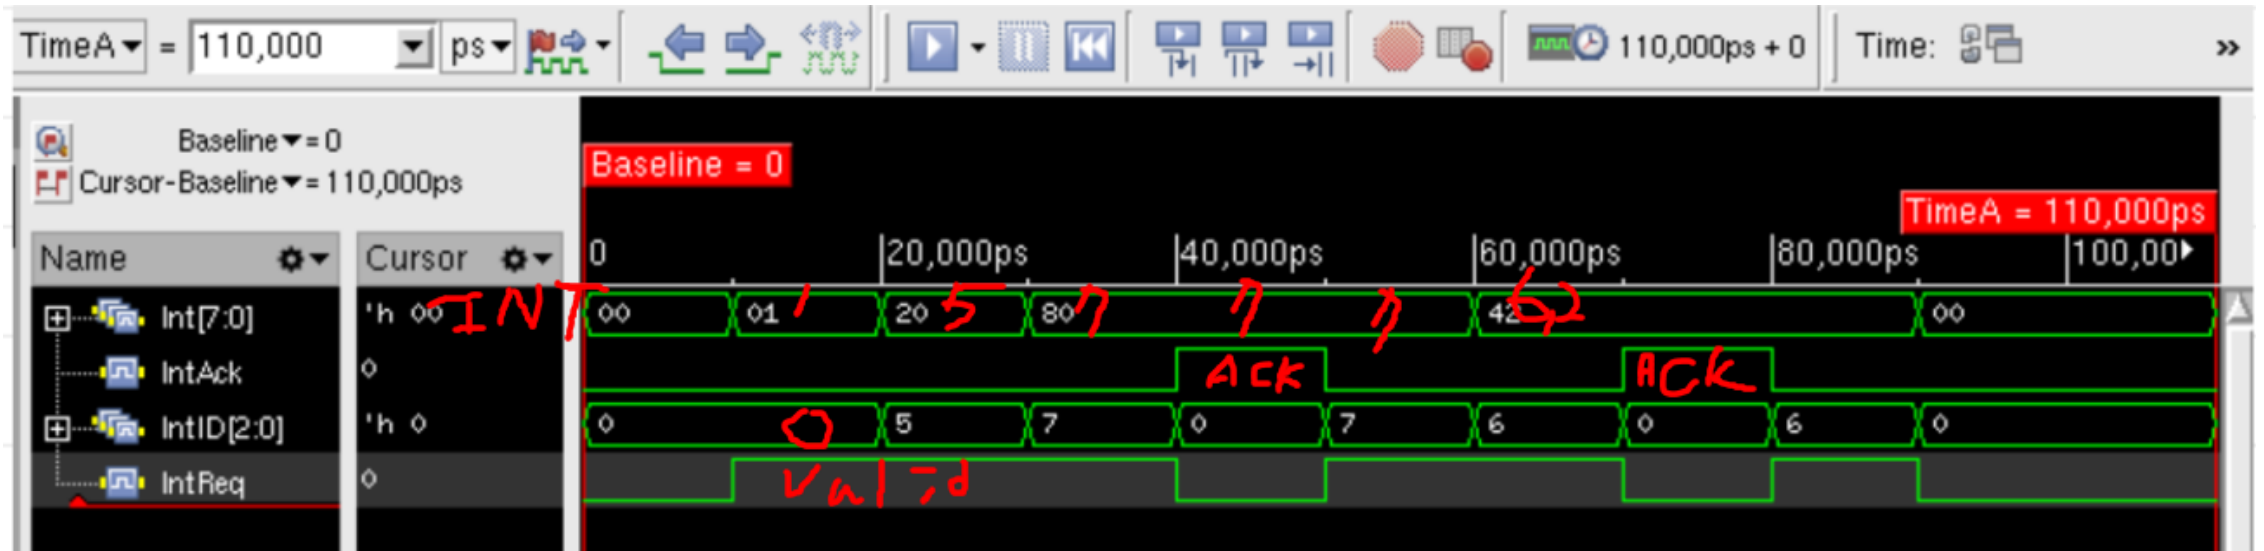 TimeA = 110,000 ps 110,000ps + 0 Time: »
Baseline = 0
Cursor-Baseline = 110,000ps
Baseline = 0
TimeA = 110,000ps
0 20,000ps 40,000ps 60,000ps 80,000ps 100,00
Name Cursor
Int[7:0] 'h 00 INT 00 01 1 20 5 80 7 7 7 42 6 00
IntAck 0 ACK ACK
IntID[2:0] 'h 0 0 0 5 7 0 7 6 0 6 0
IntReq 0 Valid